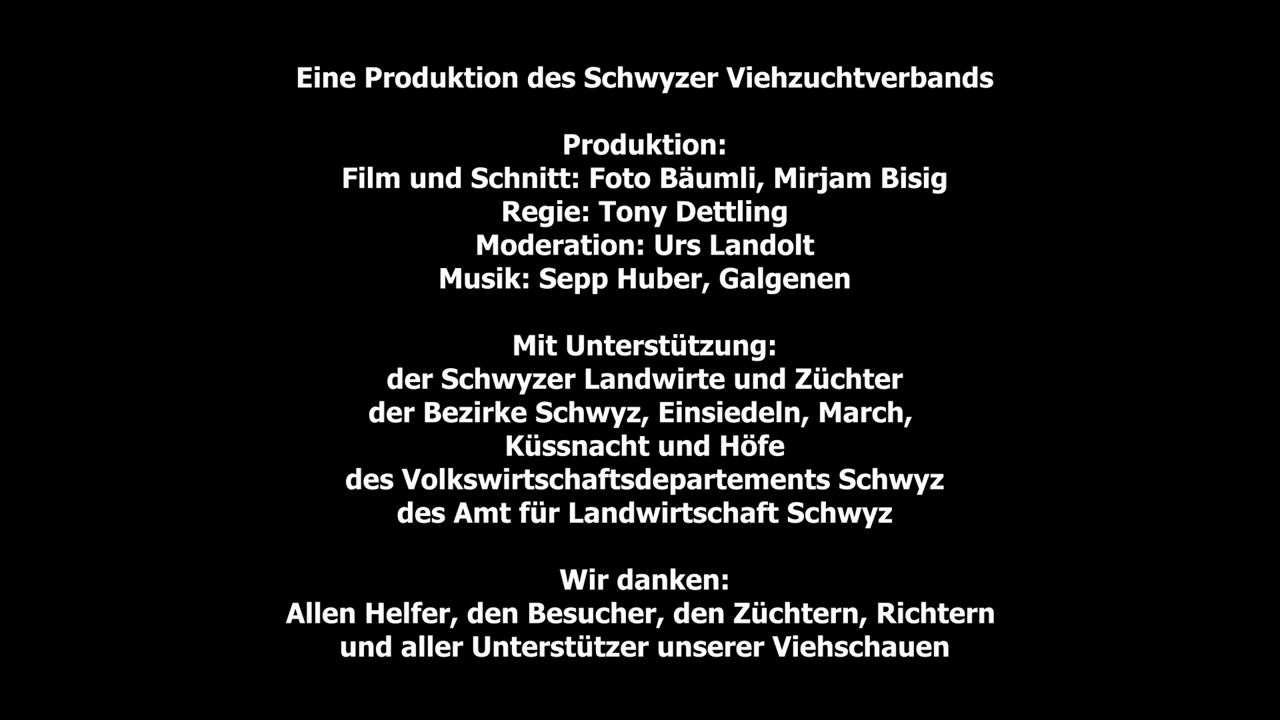 Eine Produktion des Schwyzer Viehzuchtverbands
Produktion:
Film und Schnitt: Foto Bäumli, Mirjam Bisig
Regie: Tony Dettling
Moderation: Urs Landolt
Musik: Sepp Huber, Galgenen
Mit Unterstützung:
der Schwyzer Landwirte und Züchter
der Bezirke Schwyz, Einsiedeln, March,
Küssnacht und Höfe
des Volkswirtschaftsdepartements Schwyz
des Amt für Landwirtschaft Schwyz
Wir danken:
Allen Helfer, den Besucher, den Züchtern, Richtern
und aller Unterstützer unserer Viehschauen